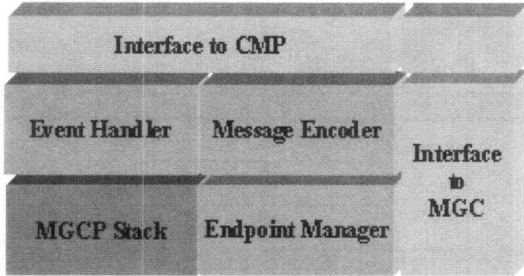 Interface to CMP
Event Handler
Message Encoder
Interface
to
MGC
MGCP Stack
Endpoint Manager